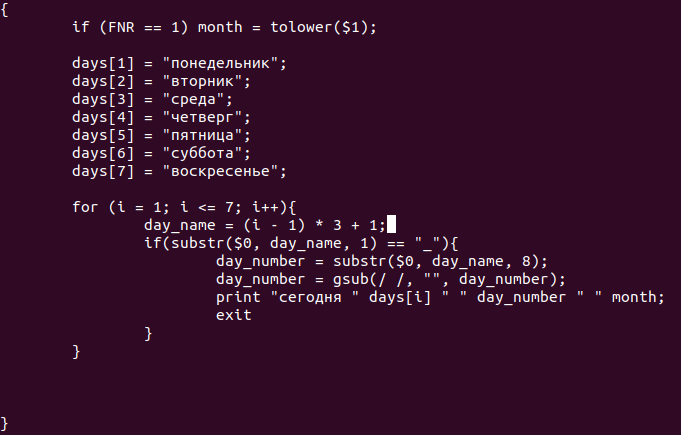 {
if (FNR == 1) month = tolower($1);
days[1] = "понедельник";
days[2] = "вторник";
days[3] = "среда";
days[4] = "четверг";
days[5] = "пятница";
days[6] = "суббота";
days[7] = "воскресенье";
for (i = 1; i <= 7; i++){
day_name = (i - 1) * 3 + 1;
if(substr($0, day_name, 1) == "_"){
day_number = substr($0, day_name, 8);
day_number = gsub(/ /, "", day_number);
print "сегодня " days[i] " " day_number " " month;
exit
}
}
}